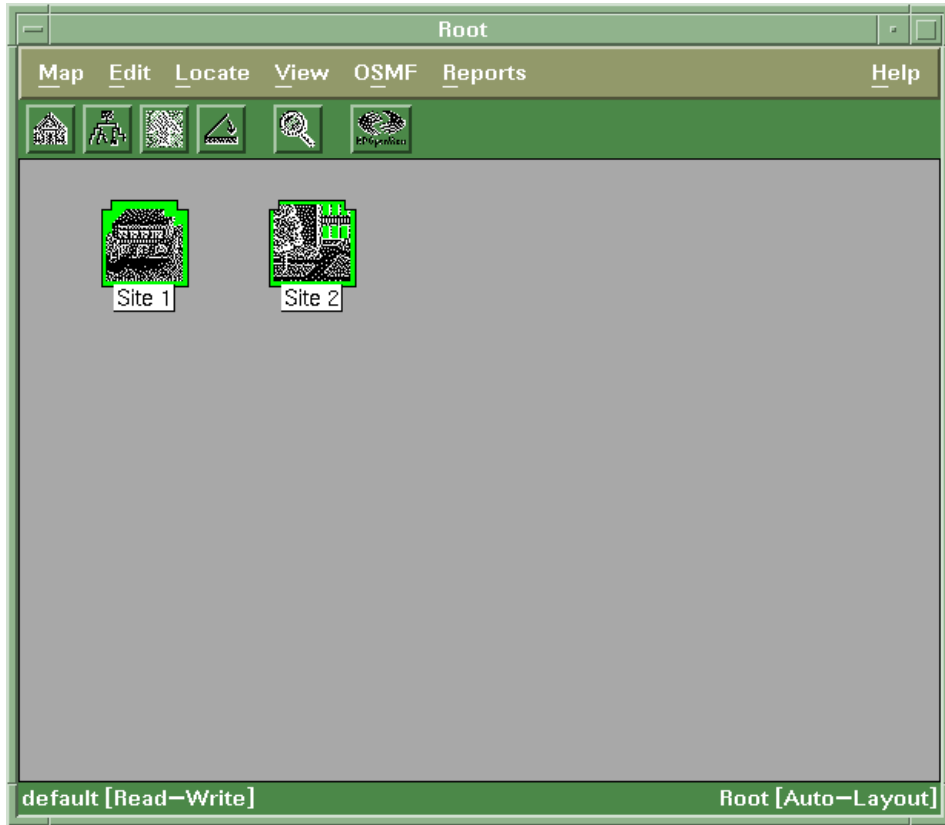 Root
Map Edit Locate View OSMF Reports Help
Site 1 Site 2
default [Read-Write] Root [Auto-Layout]